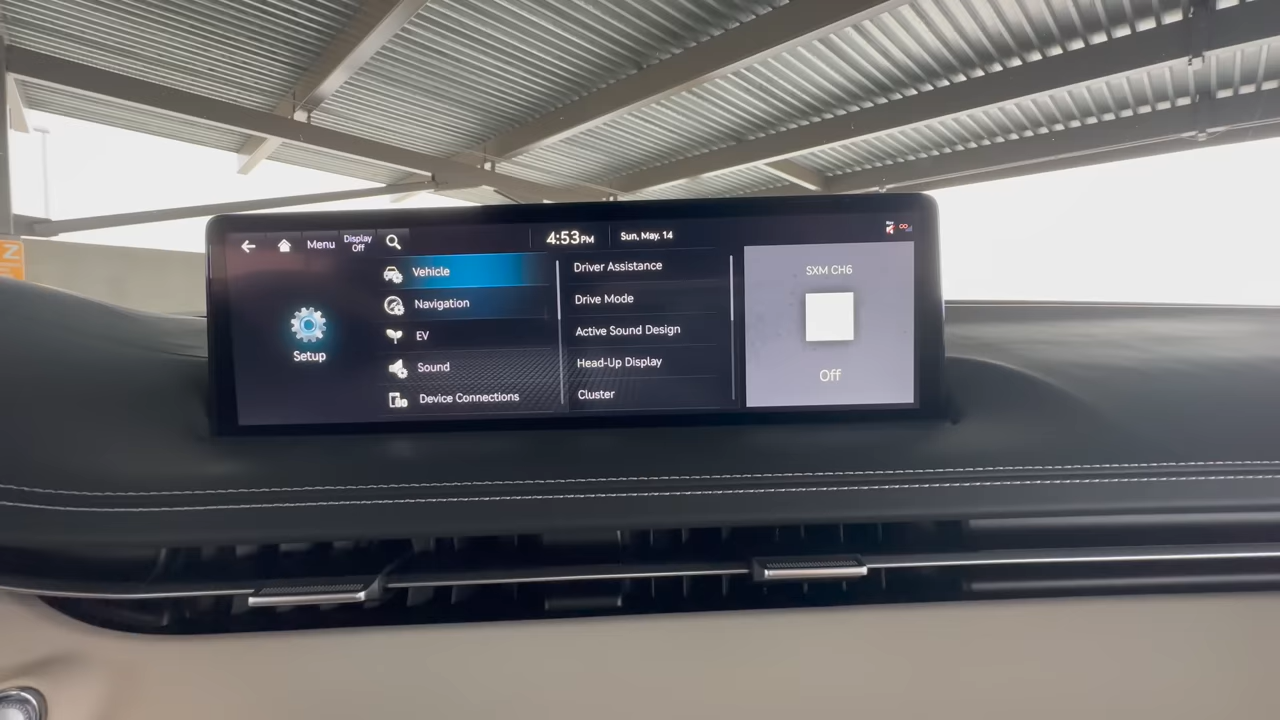 Menu
Display
Off
4:53PM
Sun, May. 14
Setup
Vehicle
Navigation
EV
Sound
Device Connections
Driver Assistance
Drive Mode
Active Sound Design
Head-Up Display
Cluster
SXM CH6
Off
Z